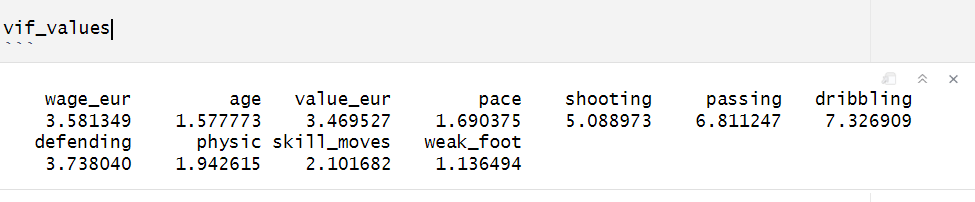 vif_values
```
wage_eur age value_eur pace shooting passing dribbling
3.581349 1.577773 3.469527 1.690375 5.088973 6.811247 7.326909
defending physic skill_moves weak_foot
3.738040 1.942615 2.101682 1.136494